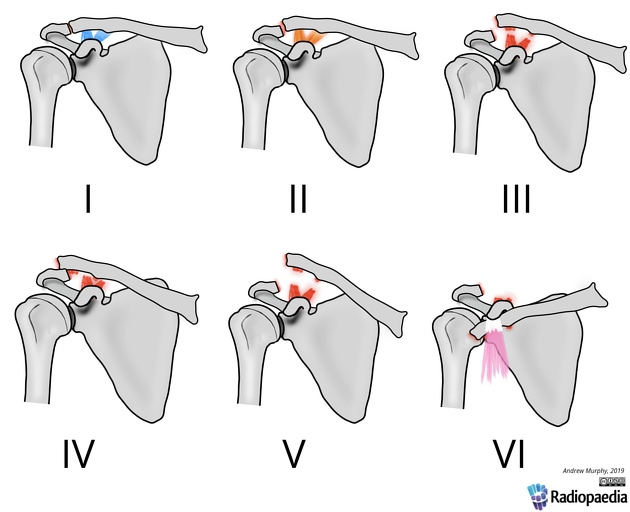 I
II
III
IV
V
VI
Andrew Murphy, 2019
Radiopaedia